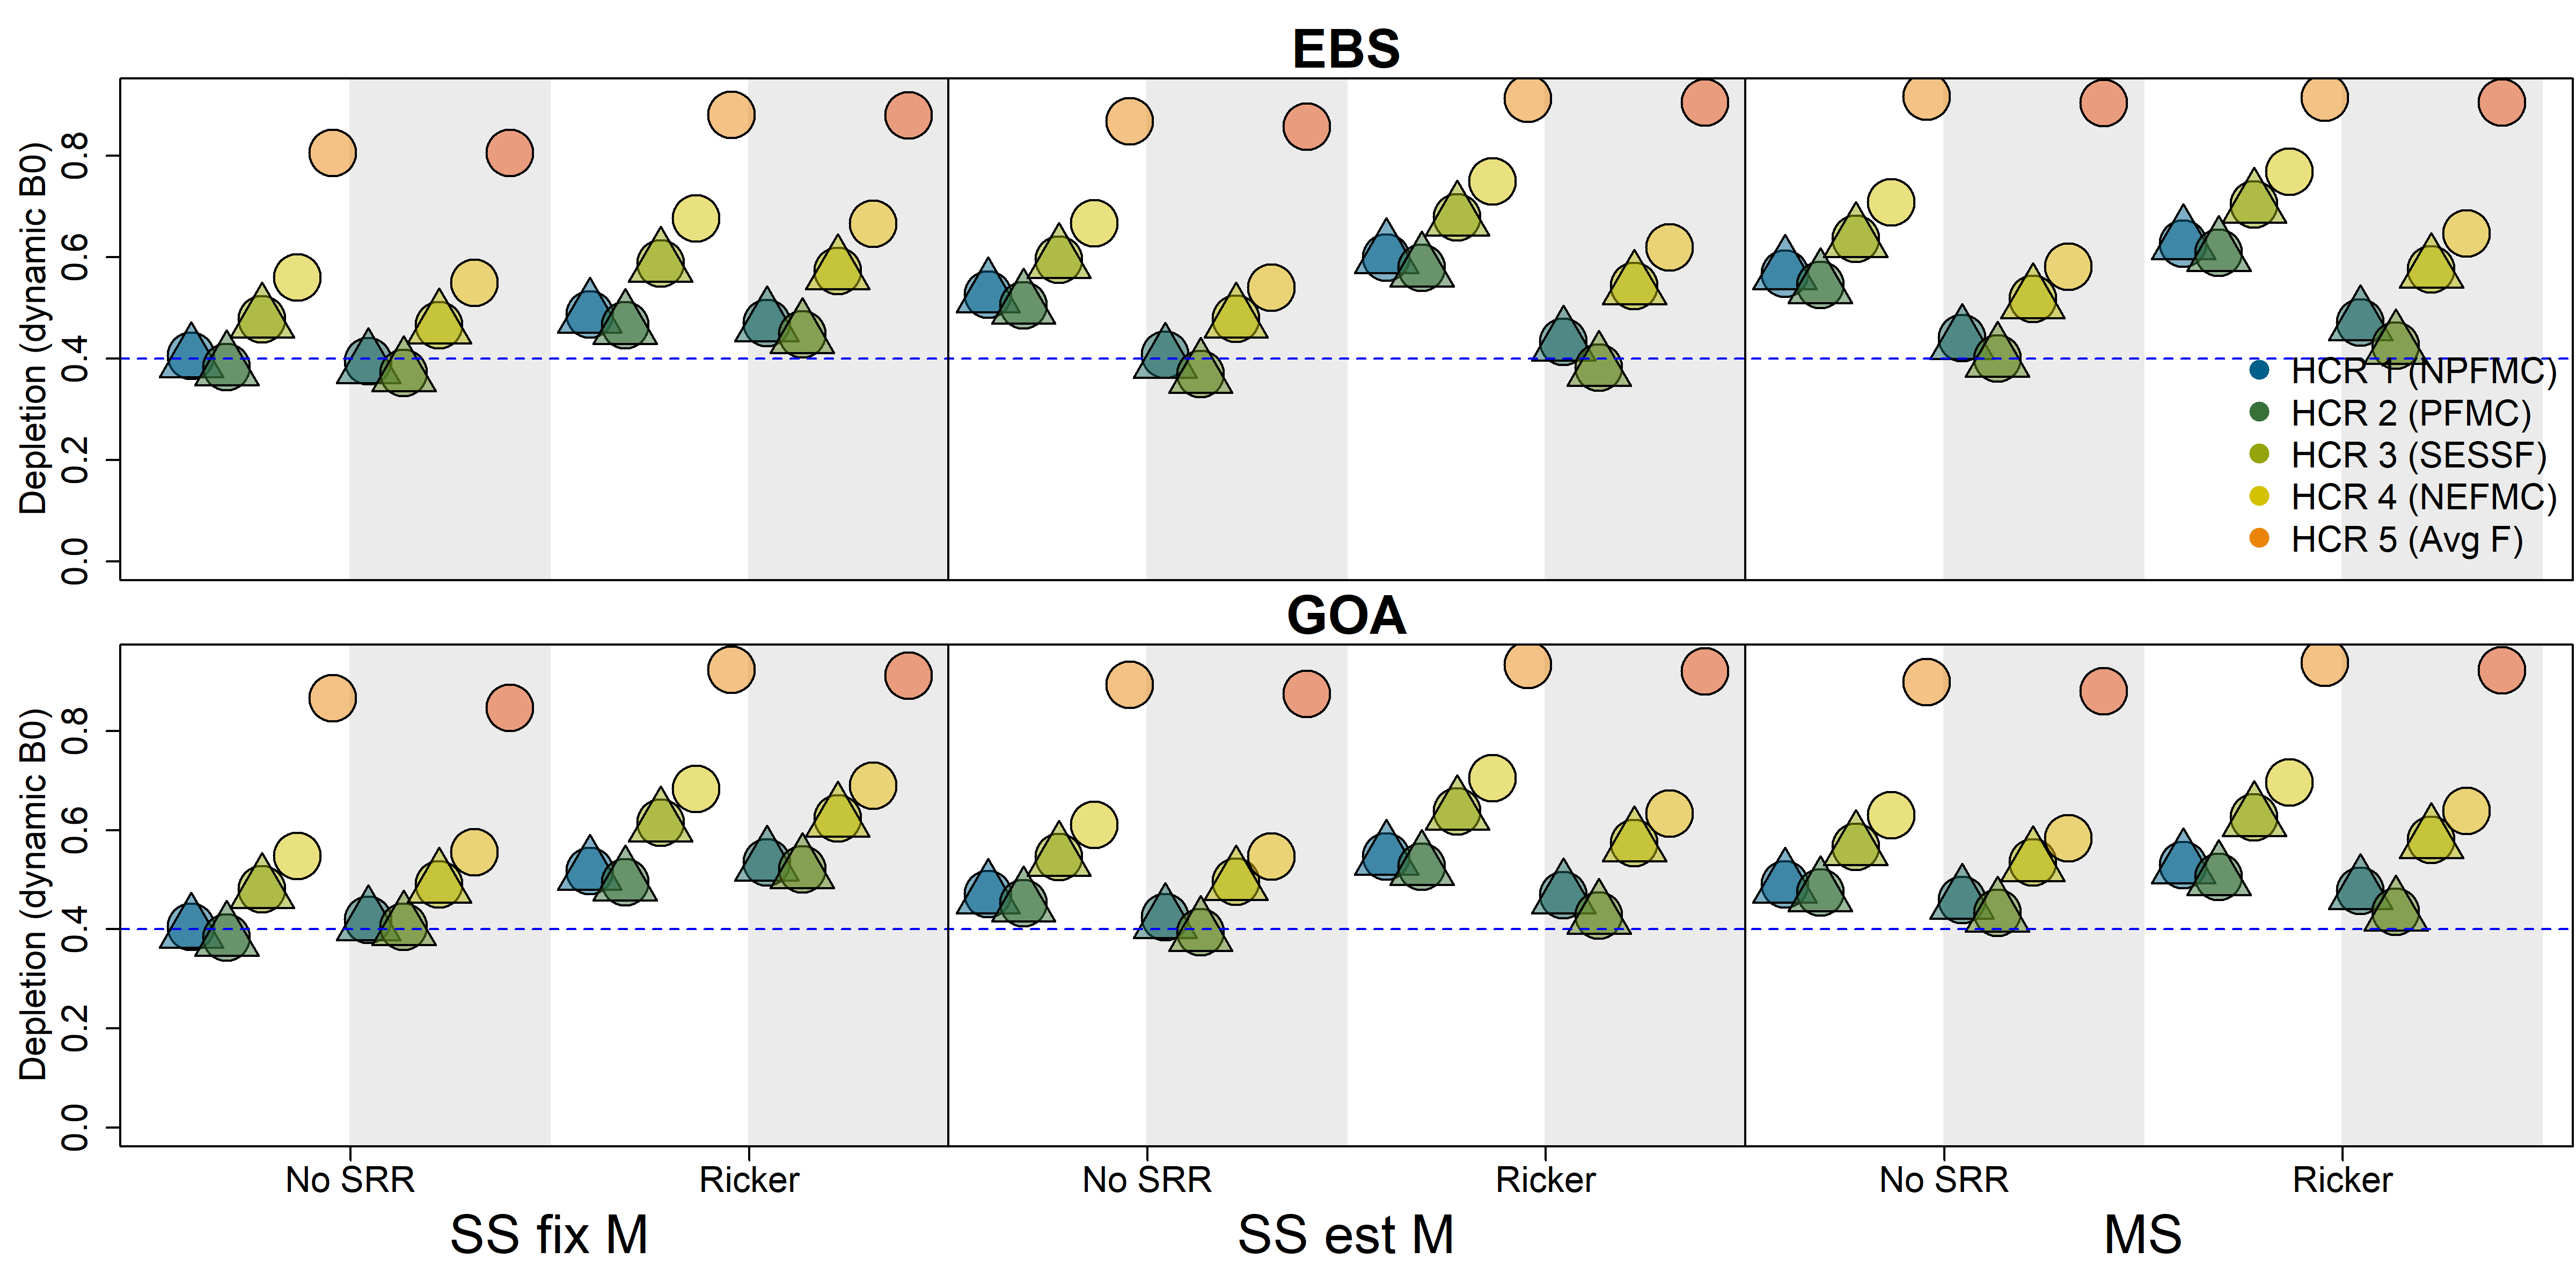 EBS
Depletion (dynamic B0)
0.8
0.6
0.4
0.2
0.0
HCR 1 (NPFMC)
HCR 2 (PFMC)
HCR 3 (SESSF)
HCR 4 (NEFMC)
HCR 5 (Avg F)
GOA
Depletion (dynamic B0)
0.8
0.6
0.4
0.2
0.0
No SRR Ricker No SRR Ricker No SRR Ricker
SS fix M SS est M MS